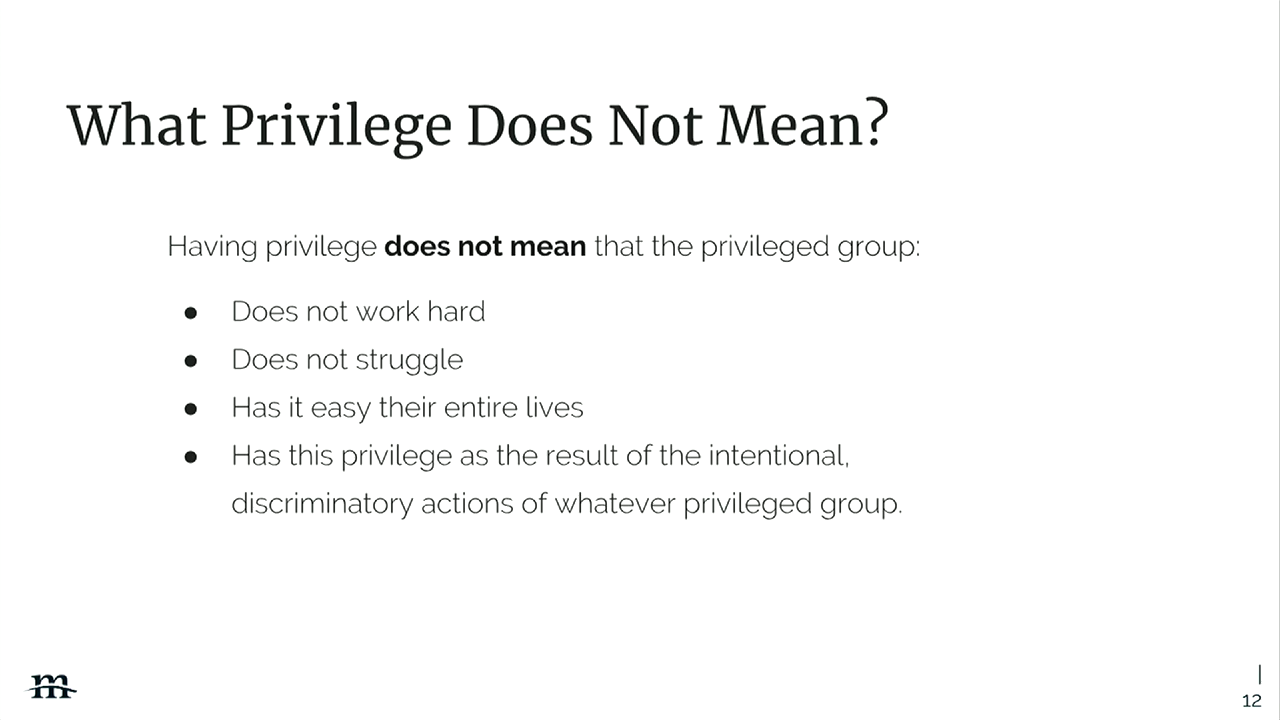 What Privilege Does Not Mean?
Having privilege does not mean that the privileged group:
● Does not work hard
● Does not struggle
● Has it easy their entire lives
● Has this privilege as the result of the intentional,
discriminatory actions of whatever privileged group.
m
|
12